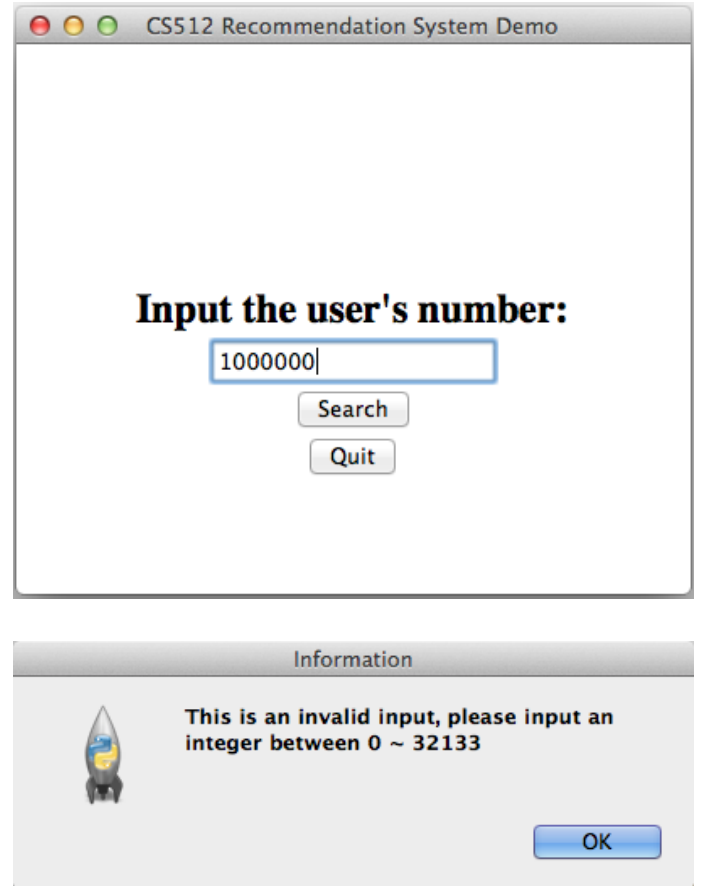 CS512 Recommendation System Demo
Input the user's number:
1000000
Search
Quit
Information
This is an invalid input, please input an
integer between 0 ~ 32133
OK